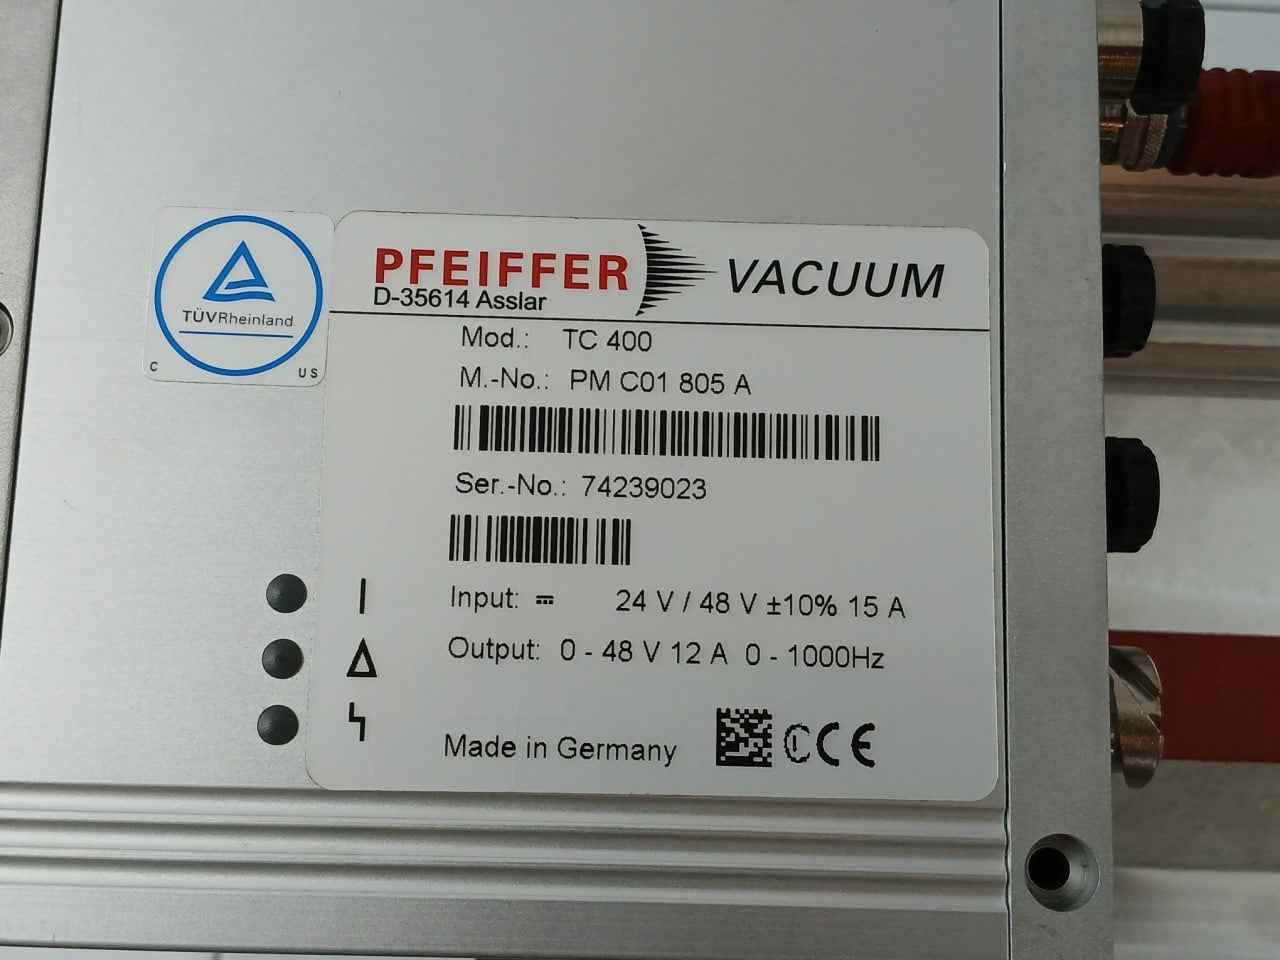 PFEIFFER VACUUM
D-35614 Asslar
TÜVRheinland
C US
Mod.: TC 400
M.-No.: PM C01 805 A
Ser.-No.: 74239023
Input: 24 V / 48 V ±10% 15 A
Output: 0 - 48 V 12 A 0 - 1000Hz
Made in Germany CE